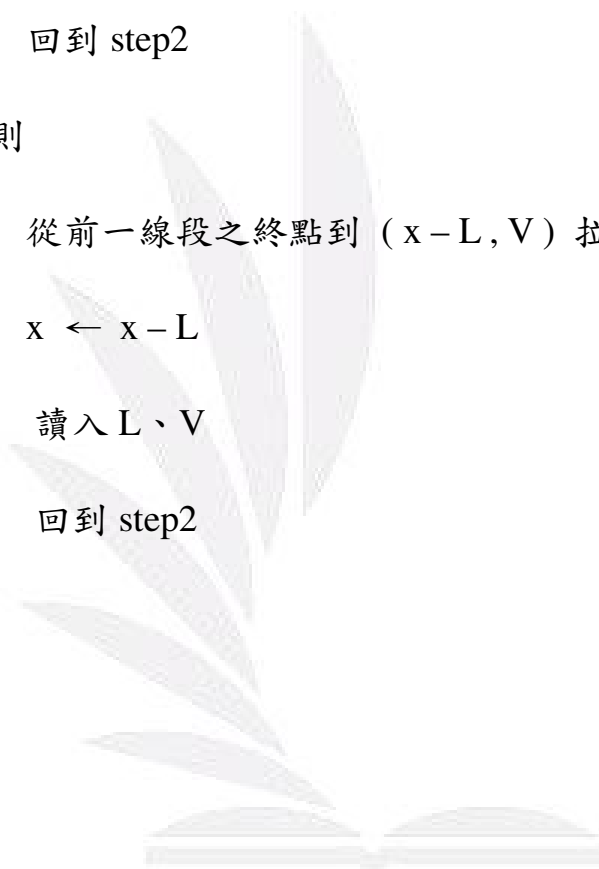 回到 step2
則
從前一線段之終點到 ( x – L , V ) 拉
x ← x – L
讀入 L、V
回到 step2